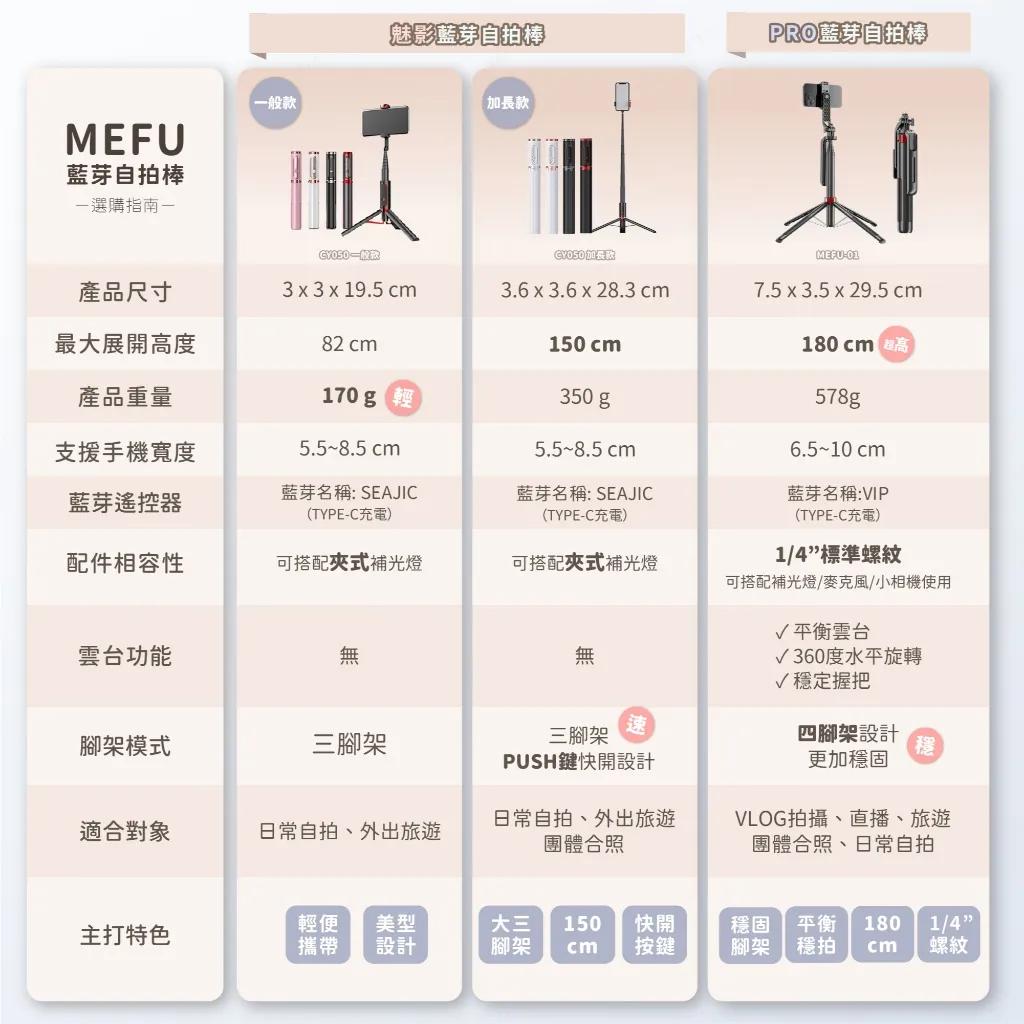 魅影藍芽自拍棒
PRO藍芽自拍棒
MEFU
藍芽自拍棒
－選購指南－
一般款
CY050一般款
加長款
CY050加長款
MEFU-01
產品尺寸
3 x 3 x 19.5 cm
3.6 x 3.6 x 28.3 cm
7.5 x 3.5 x 29.5 cm
最大展開高度
82 cm
150 cm
180 cm 超高
產品重量
170 g 輕
350 g
578g
支援手機寬度
5.5~8.5 cm
5.5~8.5 cm
6.5~10 cm
藍芽遙控器
藍芽名稱: SEAJIC
（TYPE-C充電）
藍芽名稱: SEAJIC
（TYPE-C充電）
藍芽名稱:VIP
（TYPE-C充電）
配件相容性
可搭配夾式補光燈
可搭配夾式補光燈
1/4”標準螺紋
可搭配補光燈/麥克風/小相機使用
雲台功能
無
無
✓平衡雲台
✓360度水平旋轉
✓穩定握把
腳架模式
三腳架
三腳架 速
PUSH鍵快開設計
四腳架設計
更加穩固
穩
適合對象
日常自拍、外出旅遊
日常自拍、外出旅遊
團體合照
VLOG拍攝、直播、旅遊
團體合照、日常自拍
主打特色
輕便
攜帶
美型
設計
大三
腳架
150
cm
快開
按鍵
穩固
腳架
平衡
穩拍
180
cm
1/4”
螺紋